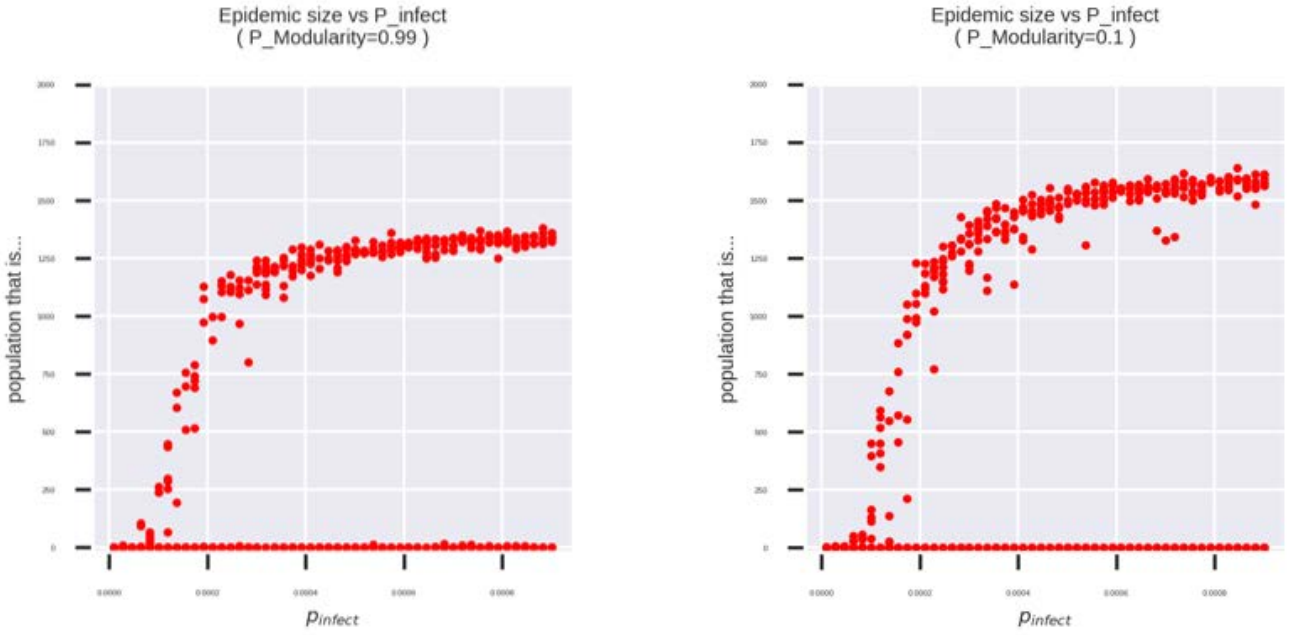 Epidemic size vs P_infect
( P_Modularity=0.99 )
2000
1750
1500
1250
1000
750
500
250
0
population that is...
0.0000 0.0002 0.0004 0.0006 0.0008
p_infect
Epidemic size vs P_infect
( P_Modularity=0.1 )
2000
1750
1500
1250
1000
750
500
250
0
population that is...
0.0000 0.0002 0.0004 0.0006 0.0008
p_infect